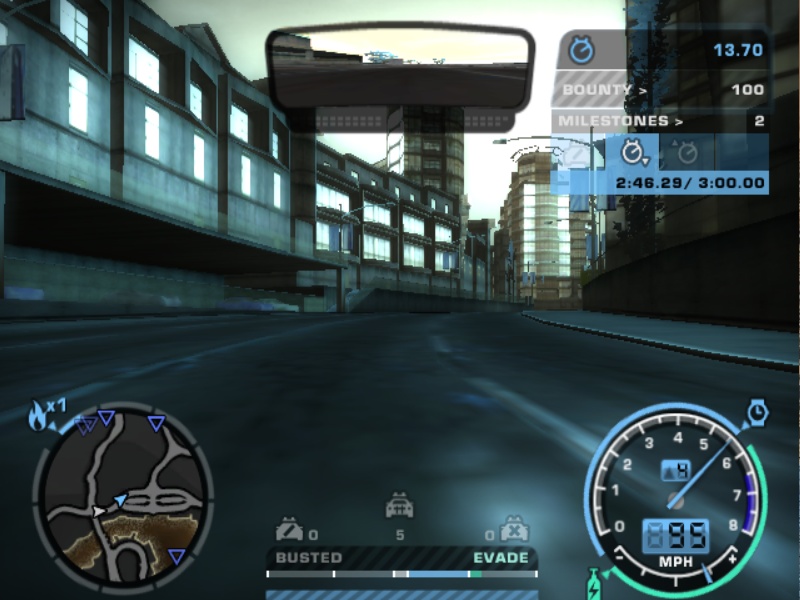 13.70
BOUNTY > 100
MILESTONES > 2
2:46.29/ 3:00.00
x1
0 1 2 3 4 5 6 7 8
4
95
MPH
0 5 0
BUSTED EVADE